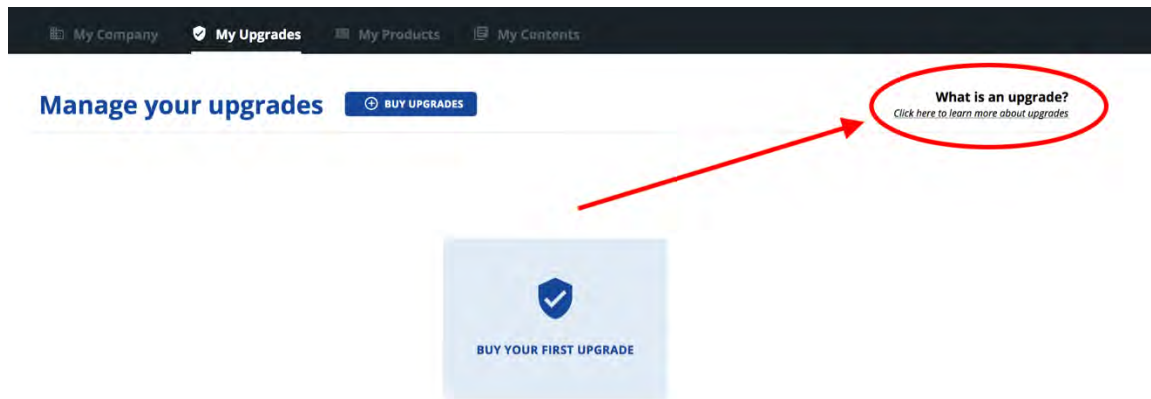 My Company My Upgrades My Products My Contents
Manage your upgrades BUY UPGRADES
What is an upgrade?
Click here to learn more about upgrades
BUY YOUR FIRST UPGRADE